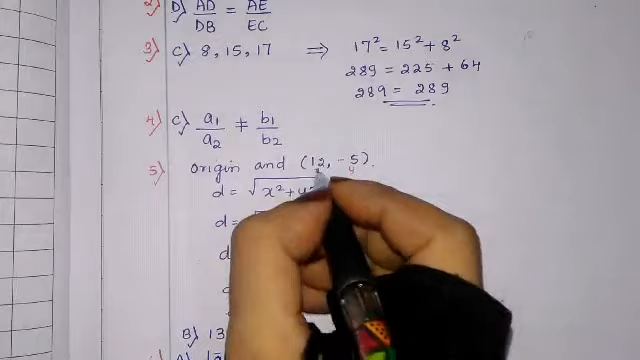 2) D) AD/DB = AE/EC
3) C) 8, 15, 17 ⇒ 17² = 15² + 8²
289 = 225 + 64
289 = 289
4) C) a₁/a₂ ≠ b₁/b₂
5) Origin and (12, -5).
d = √x² + y²
d =
d
B) 13
A)